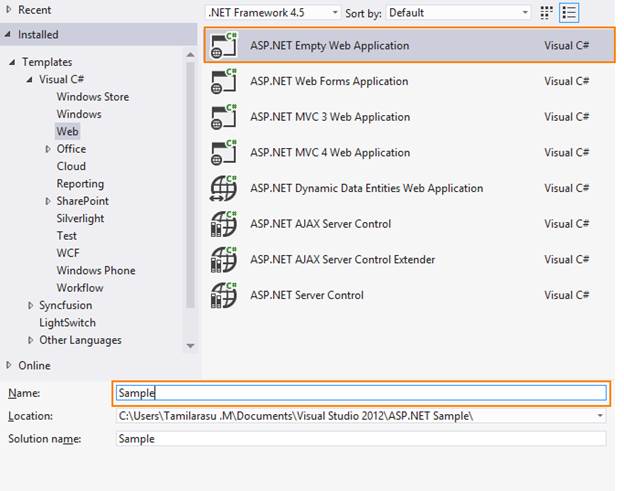 Recent
Installed
Templates
Visual C#
Windows Store
Windows
Web
Office
Cloud
Reporting
SharePoint
Silverlight
Test
WCF
Windows Phone
Workflow
Syncfusion
LightSwitch
Other Languages
Online
.NET Framework 4.5 Sort by: Default
C# ASP.NET Empty Web Application Visual C#
C# ASP.NET Web Forms Application Visual C#
C# ASP.NET MVC 3 Web Application Visual C#
C# ASP.NET MVC 4 Web Application Visual C#
C# ASP.NET Dynamic Data Entities Web Application Visual C#
C# ASP.NET AJAX Server Control Visual C#
C# ASP.NET AJAX Server Control Extender Visual C#
C# ASP.NET Server Control Visual C#
Name: Sample
Location: C:\Users\Tamilarasu .M\Documents\Visual Studio 2012\ASP.NET Sample\
Solution name: Sample